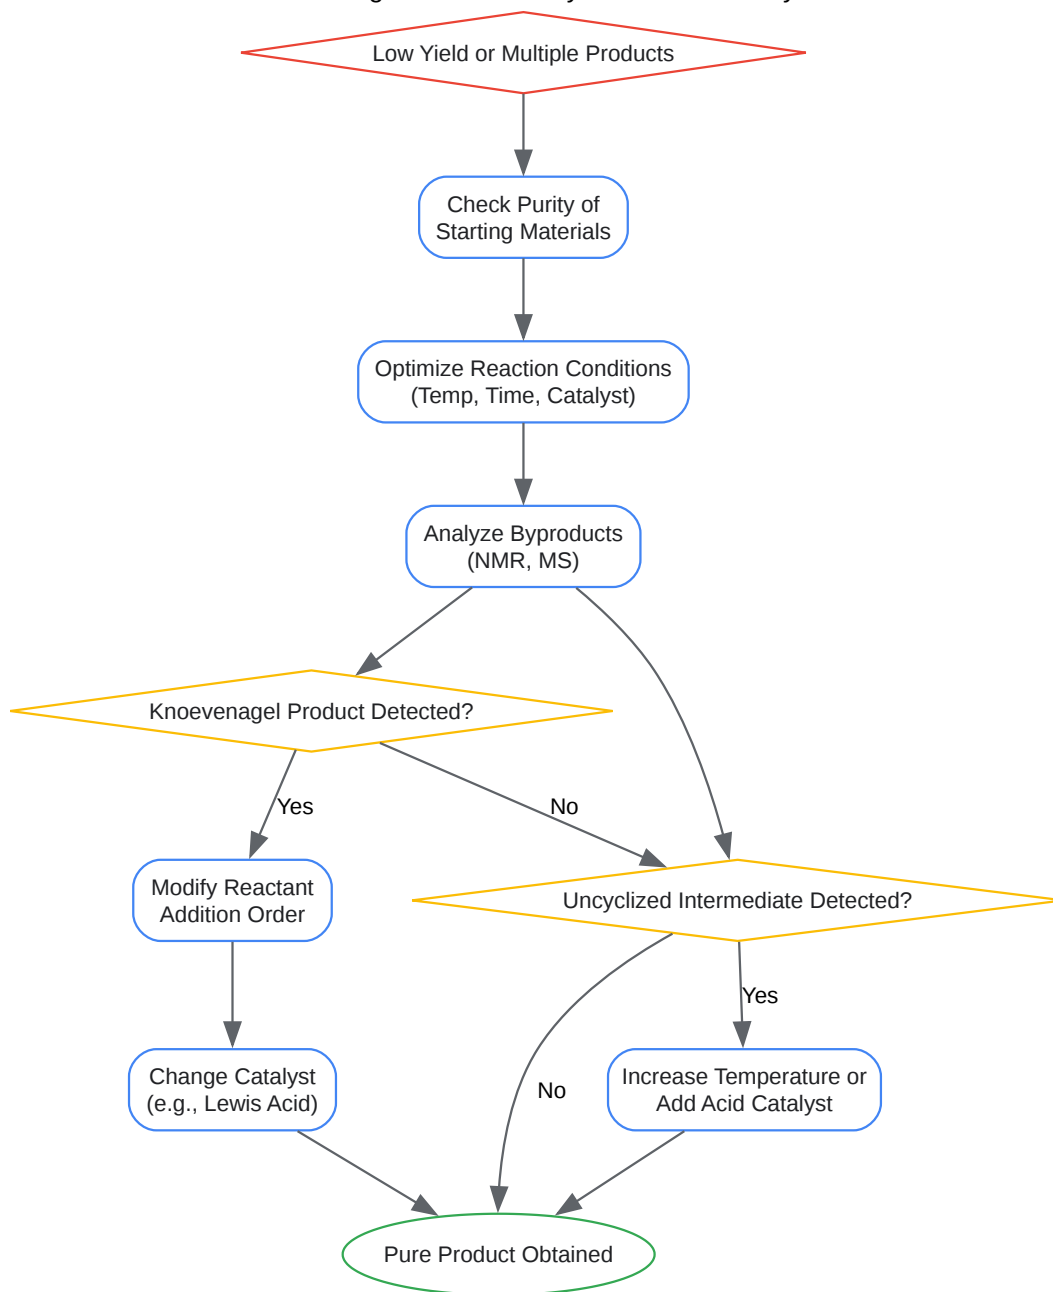 Low Yield or Multiple Products
Check Purity of
Starting Materials
Optimize Reaction Conditions
(Temp, Time, Catalyst)
Analyze Byproducts
(NMR, MS)
Knoevenagel Product Detected?
Yes
No
Modify Reactant
Addition Order
Uncyclized Intermediate Detected?
Yes
Change Catalyst
(e.g., Lewis Acid)
No
Increase Temperature or
Add Acid Catalyst
Pure Product Obtained